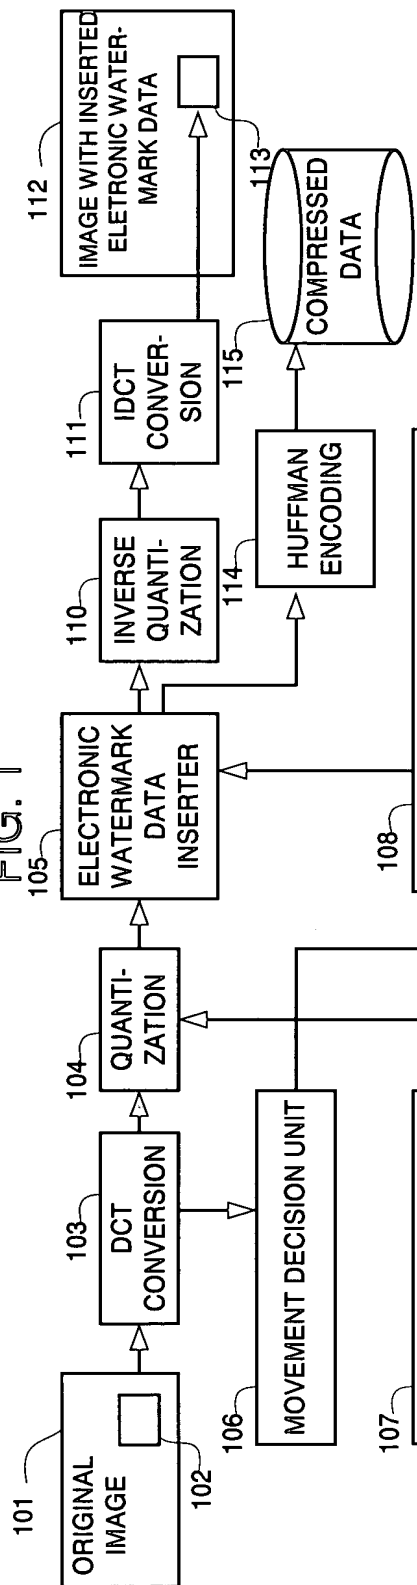 FIG. 1
101
ORIGINAL
IMAGE
102
103
DCT
CONVERSION
104
QUANTI-
ZATION
105
ELECTRONIC
WATERMARK
DATA
INSERTER
110
INVERSE
QUANTI-
ZATION
111
IDCT
CONVER-
SION
112
IMAGE WITH INSERTED
ELETRONIC WATER-
MARK DATA
113
106
MOVEMENT DECISION UNIT
114
HUFFMAN
ENCODING
115
COMPRESSED
DATA
107
108